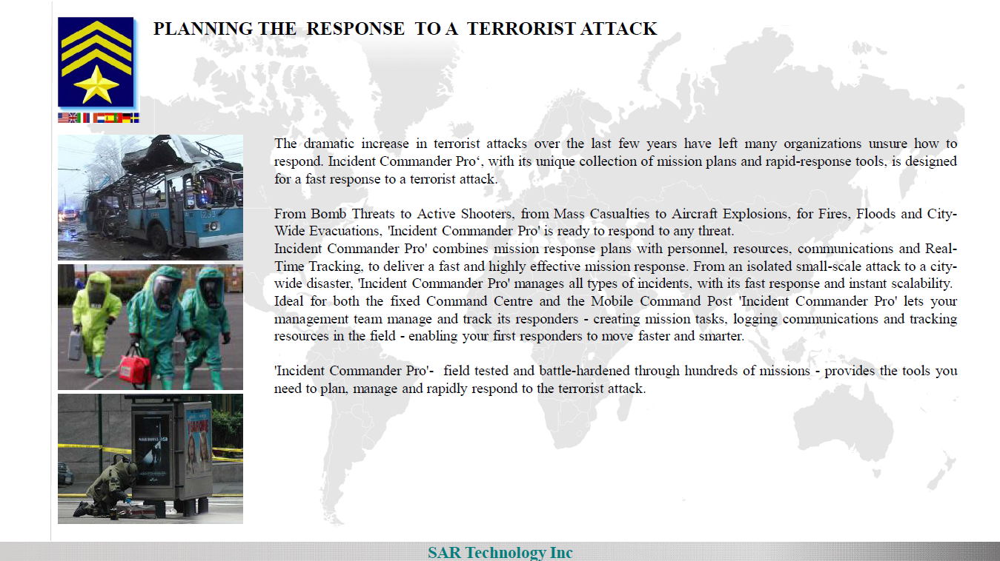 PLANNING THE RESPONSE TO A TERRORIST ATTACK
The dramatic increase in terrorist attacks over the last few years have left many organizations unsure how to
respond. Incident Commander Pro‘, with its unique collection of mission plans and rapid-response tools, is designed
for a fast response to a terrorist attack.
From Bomb Threats to Active Shooters, from Mass Casualties to Aircraft Explosions, for Fires, Floods and City-
Wide Evacuations, 'Incident Commander Pro' is ready to respond to any threat.
Incident Commander Pro' combines mission response plans with personnel, resources, communications and Real-
Time Tracking, to deliver a fast and highly effective mission response. From an isolated small-scale attack to a city-
wide disaster, 'Incident Commander Pro' manages all types of incidents, with its fast response and instant scalability.
Ideal for both the fixed Command Centre and the Mobile Command Post 'Incident Commander Pro' lets your
management team manage and track its responders - creating mission tasks, logging communications and tracking
resources in the field - enabling your first responders to move faster and smarter.
'Incident Commander Pro'- field tested and battle-hardened through hundreds of missions - provides the tools you
need to plan, manage and rapidly respond to the terrorist attack.
SAR Technology Inc